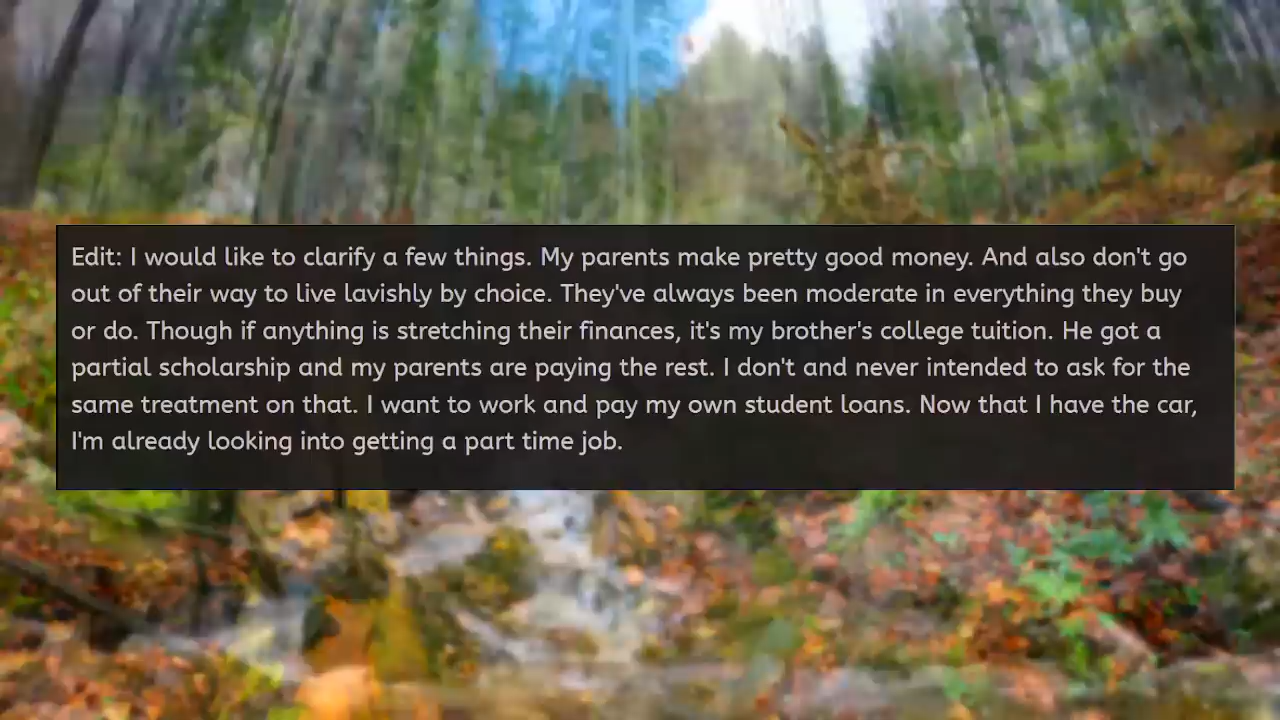 Edit: I would like to clarify a few things. My parents make pretty good money. And also don't go
out of their way to live lavishly by choice. They've always been moderate in everything they buy
or do. Though if anything is stretching their finances, it's my brother's college tuition. He got a
partial scholarship and my parents are paying the rest. I don't and never intended to ask for the
same treatment on that. I want to work and pay my own student loans. Now that I have the car,
I'm already looking into getting a part time job.